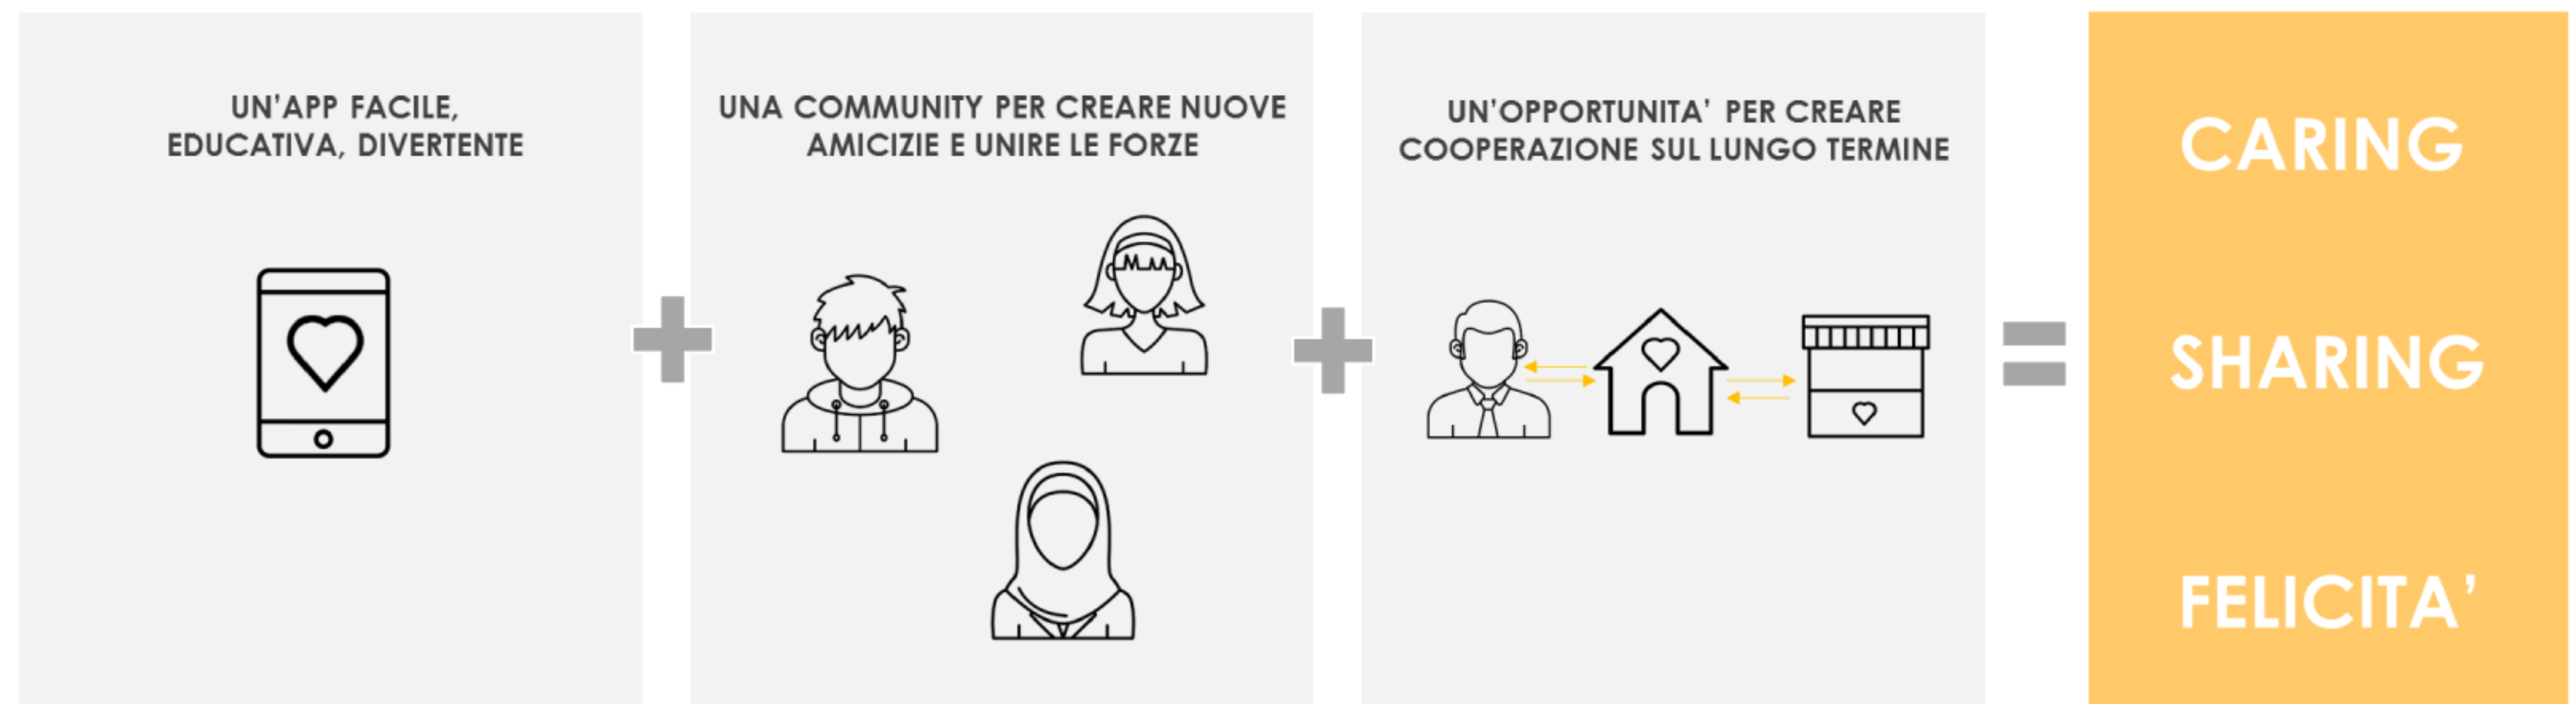 UN'APP FACILE,
EDUCATIVA, DIVERTENTE
UNA COMMUNITY PER CREARE NUOVE
AMICIZIE E UNIRE LE FORZE
UN'OPPORTUNITA' PER CREARE
COOPERAZIONE SUL LUNGO TERMINE
CARING
SHARING
FELICITA'